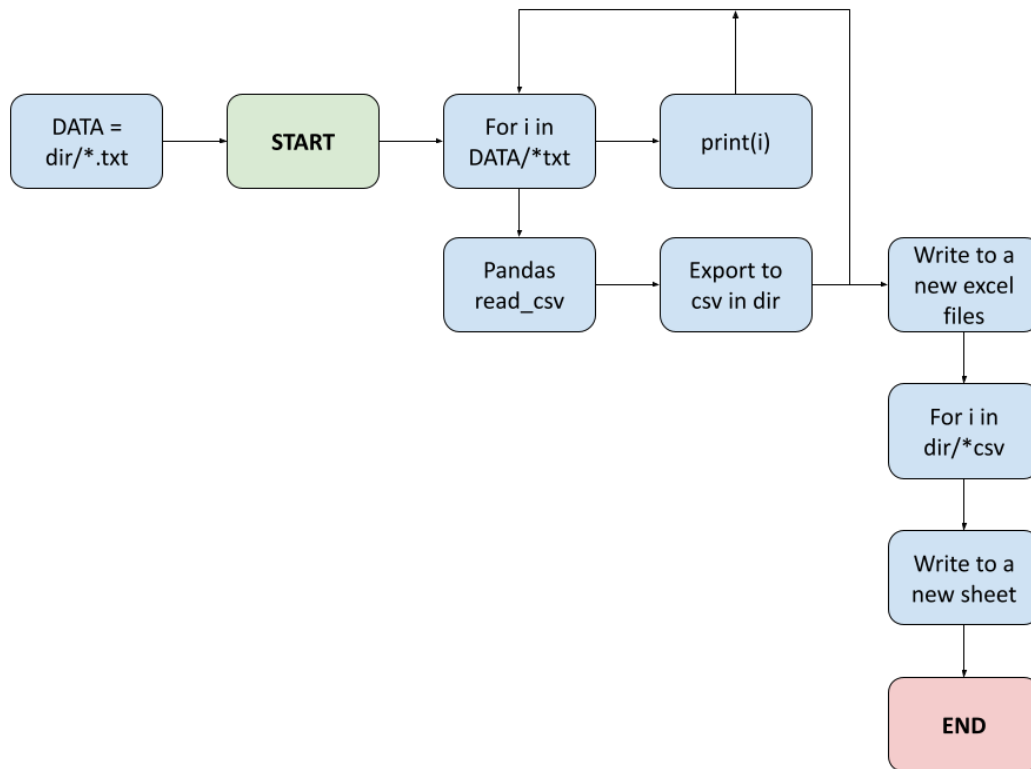 DATA =
dir/*.txt
START
For i in
DATA/*txt
print(i)
Pandas
read_csv
Export to
csv in dir
Write to a
new excel
files
For i in
dir/*csv
Write to a
new sheet
END